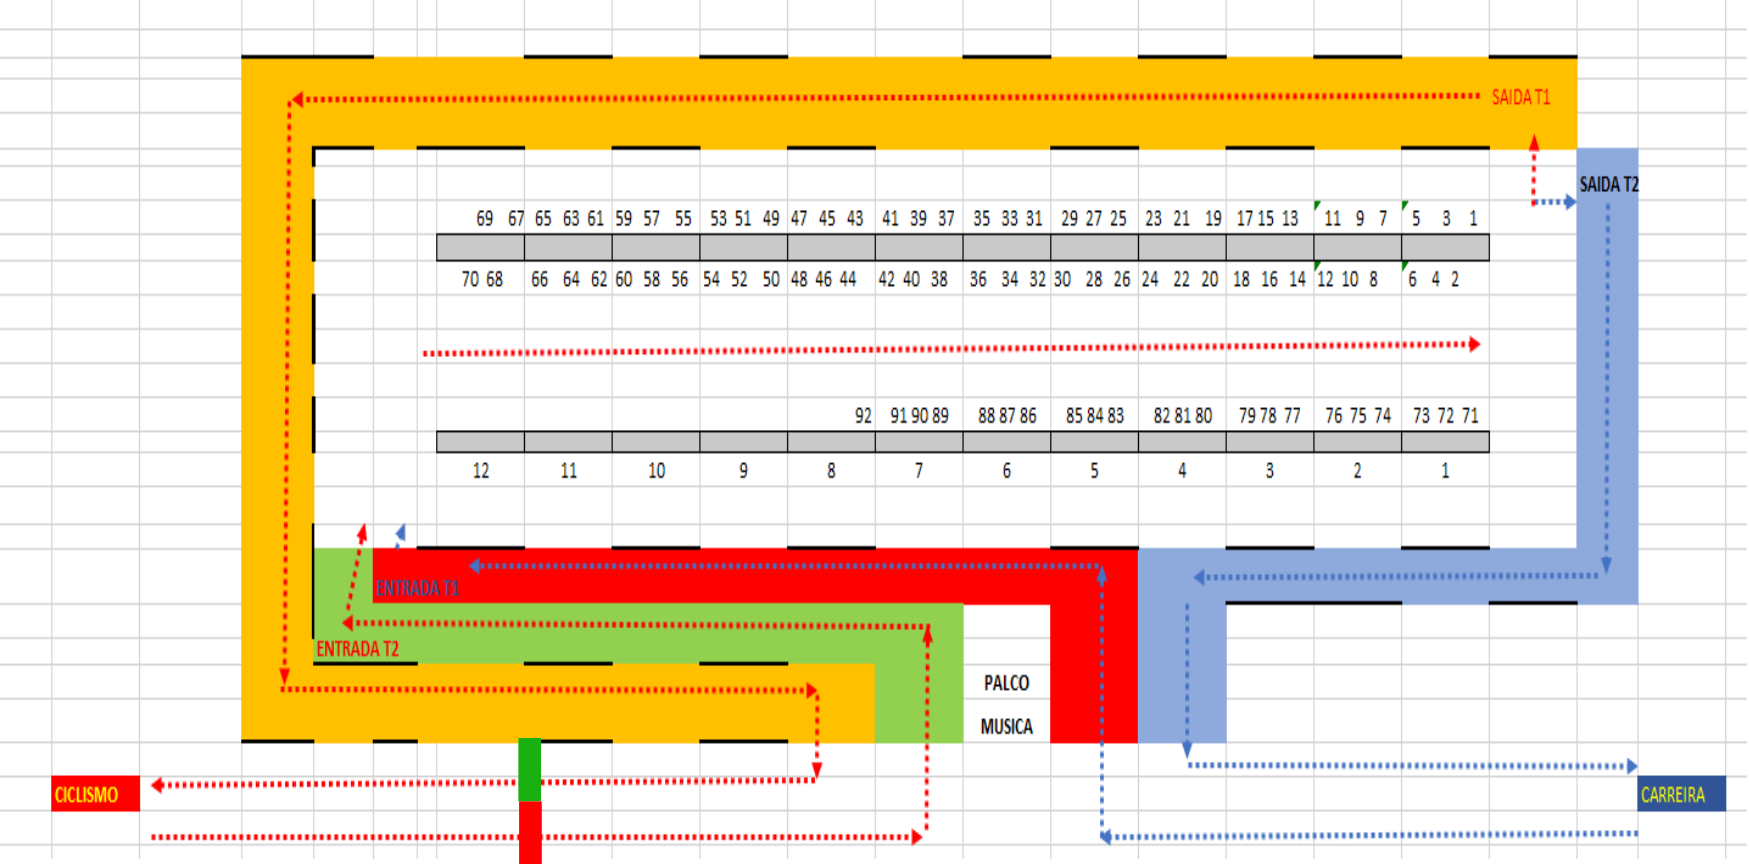 SAIDA T1
SAIDA T2
69 67 65 63 61 59 57 55 53 51 49 47 45 43 41 39 37 35 33 31 29 27 25 23 21 19 17 15 13 11 9 7 5 3 1
70 68 66 64 62 60 58 56 54 52 50 48 46 44 42 40 38 36 34 32 30 28 26 24 22 20 18 16 14 12 10 8 6 4 2
92 91 90 89 88 87 86 85 84 83 82 81 80 79 78 77 76 75 74 73 72 71
12 11 10 9 8 7 6 5 4 3 2 1
ENTRADA T1
ENTRADA T2
PALCO
MUSICA
CICLISMO
CARREIRA